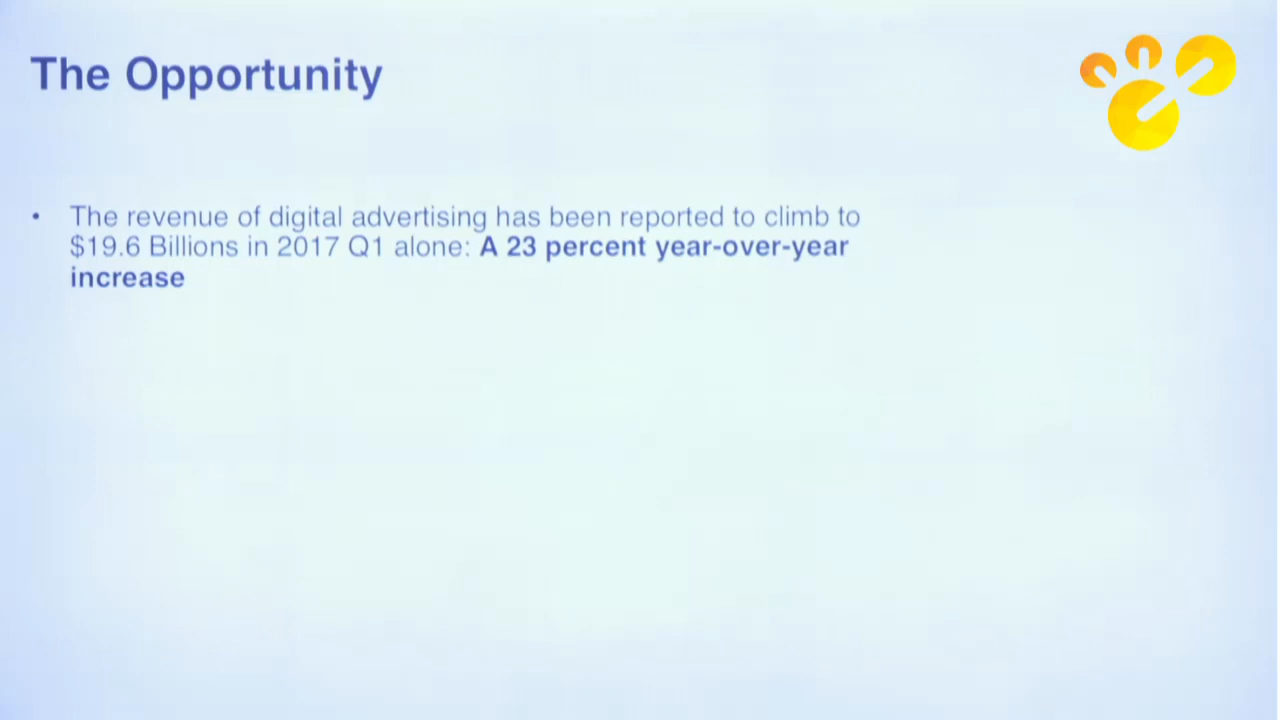 The Opportunity
• The revenue of digital advertising has been reported to climb to
$19.6 Billions in 2017 Q1 alone: A 23 percent year-over-year
increase